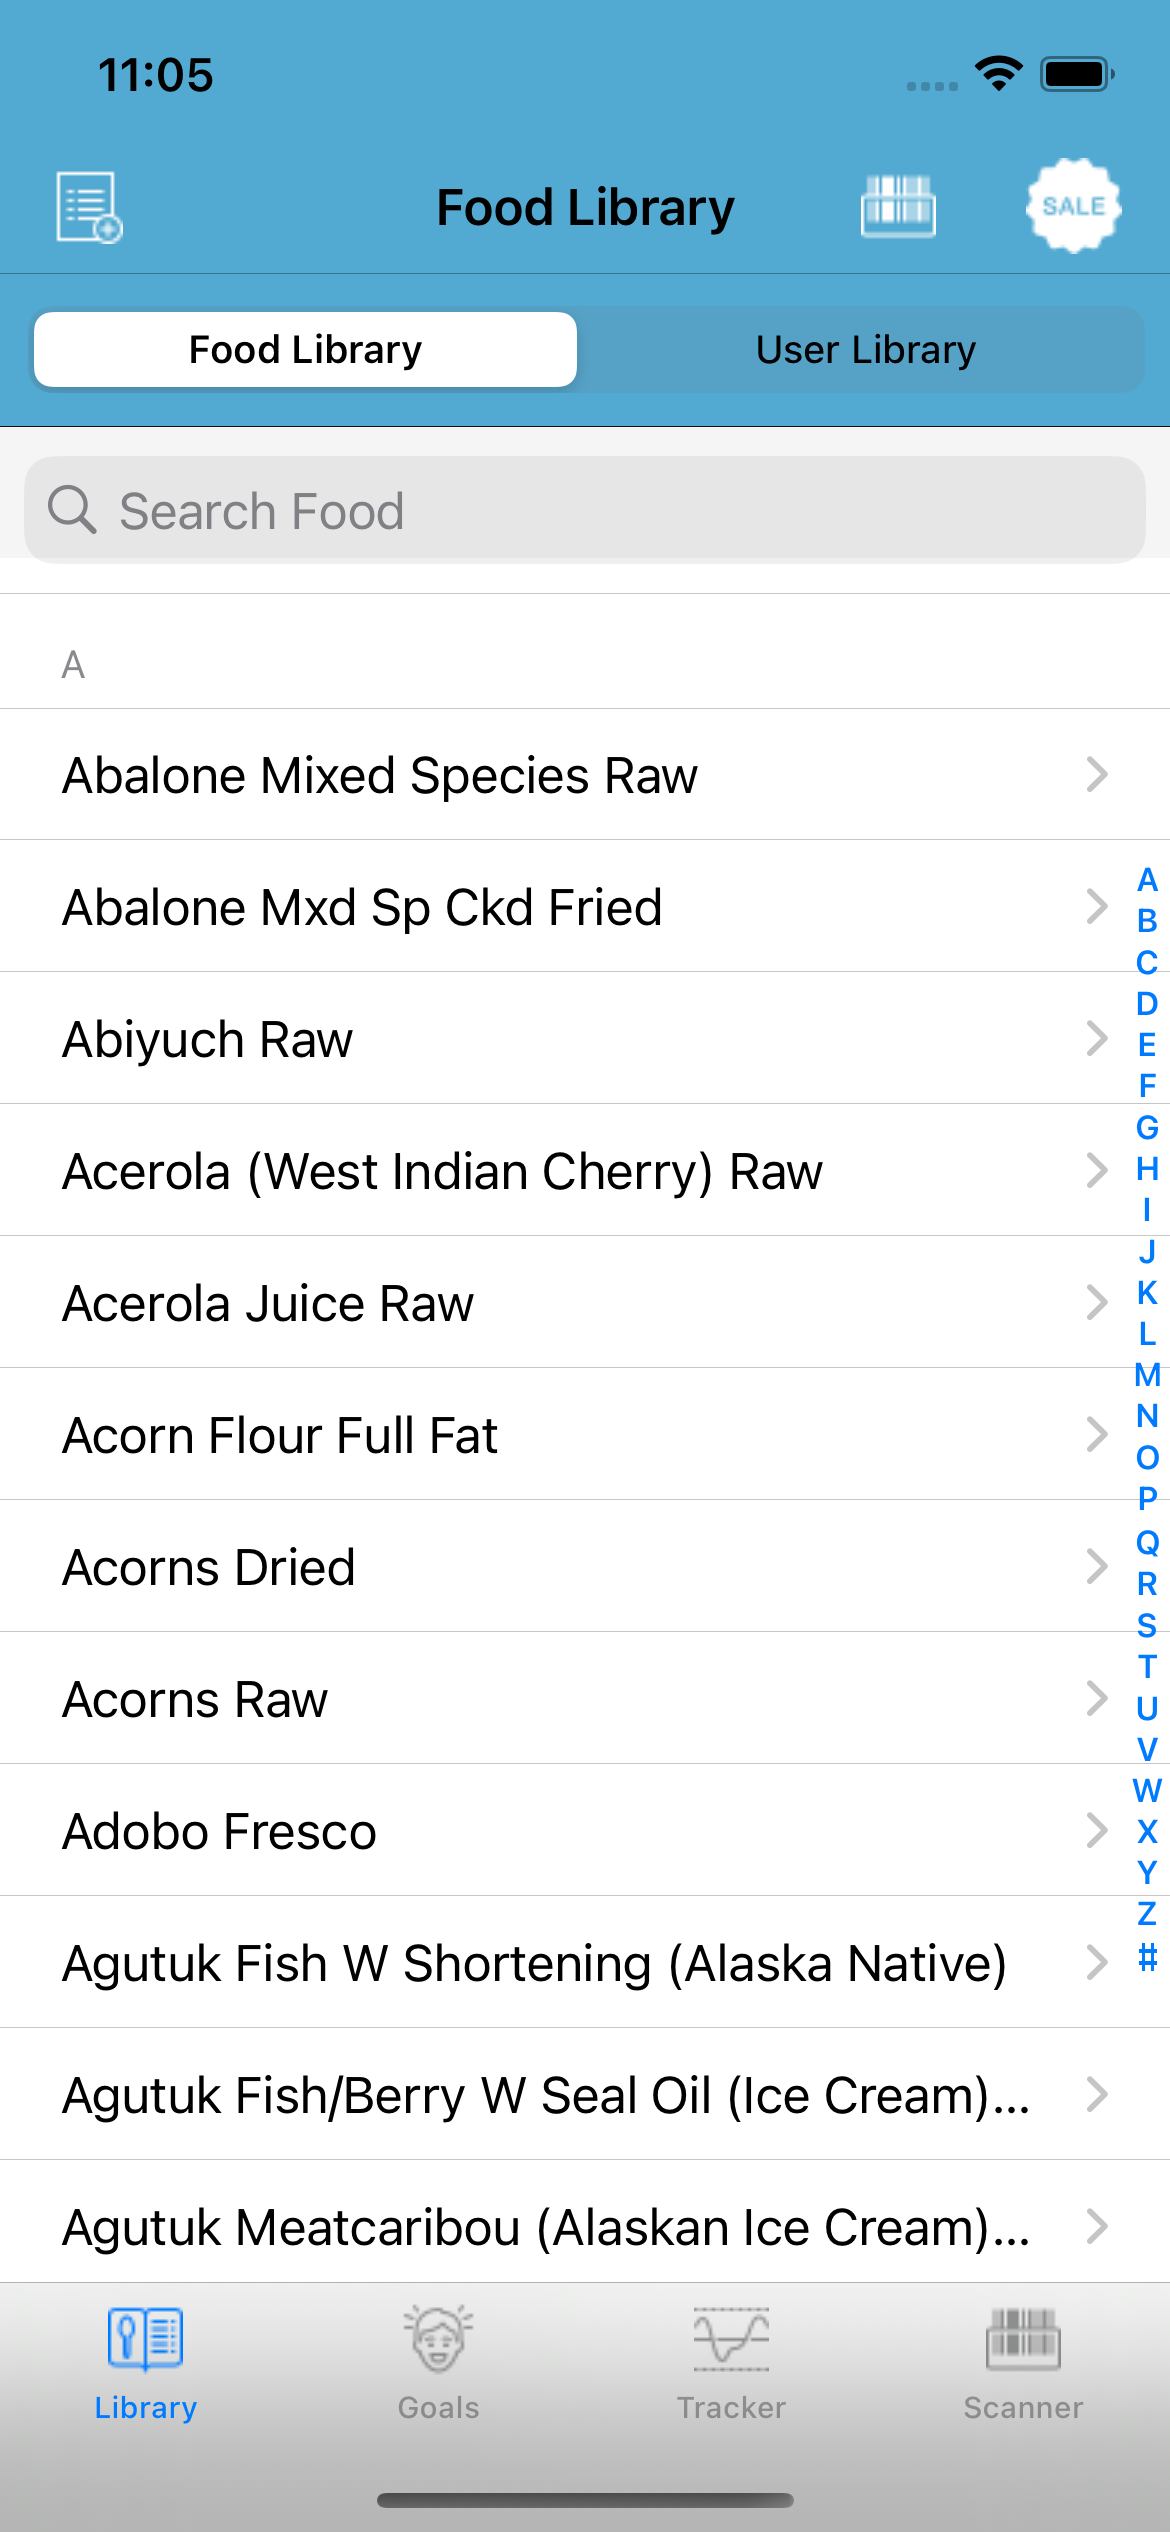 11:05
Food Library
SALE
Food Library
User Library
Search Food
A
Abalone Mixed Species Raw
Abalone Mxd Sp Ckd Fried
Abiyuch Raw
Acerola (West Indian Cherry) Raw
Acerola Juice Raw
Acorn Flour Full Fat
Acorns Dried
Acorns Raw
Adobo Fresco
Agutuk Fish W Shortening (Alaska Native)
Agutuk Fish/Berry W Seal Oil (Ice Cream)...
Agutuk Meatcaribou (Alaskan Ice Cream)...
A
B
C
D
E
F
G
H
I
J
K
L
M
N
O
P
Q
R
S
T
U
V
W
X
Y
Z
#
Library
Goals
Tracker
Scanner